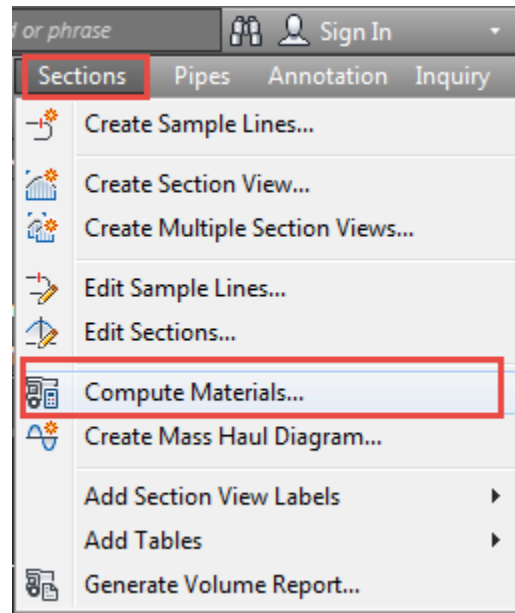 or phrase Sign In
Sections Pipes Annotation Inquiry
Create Sample Lines...
Create Section View...
Create Multiple Section Views...
Edit Sample Lines...
Edit Sections...
Compute Materials...
Create Mass Haul Diagram...
Add Section View Labels
Add Tables
Generate Volume Report...